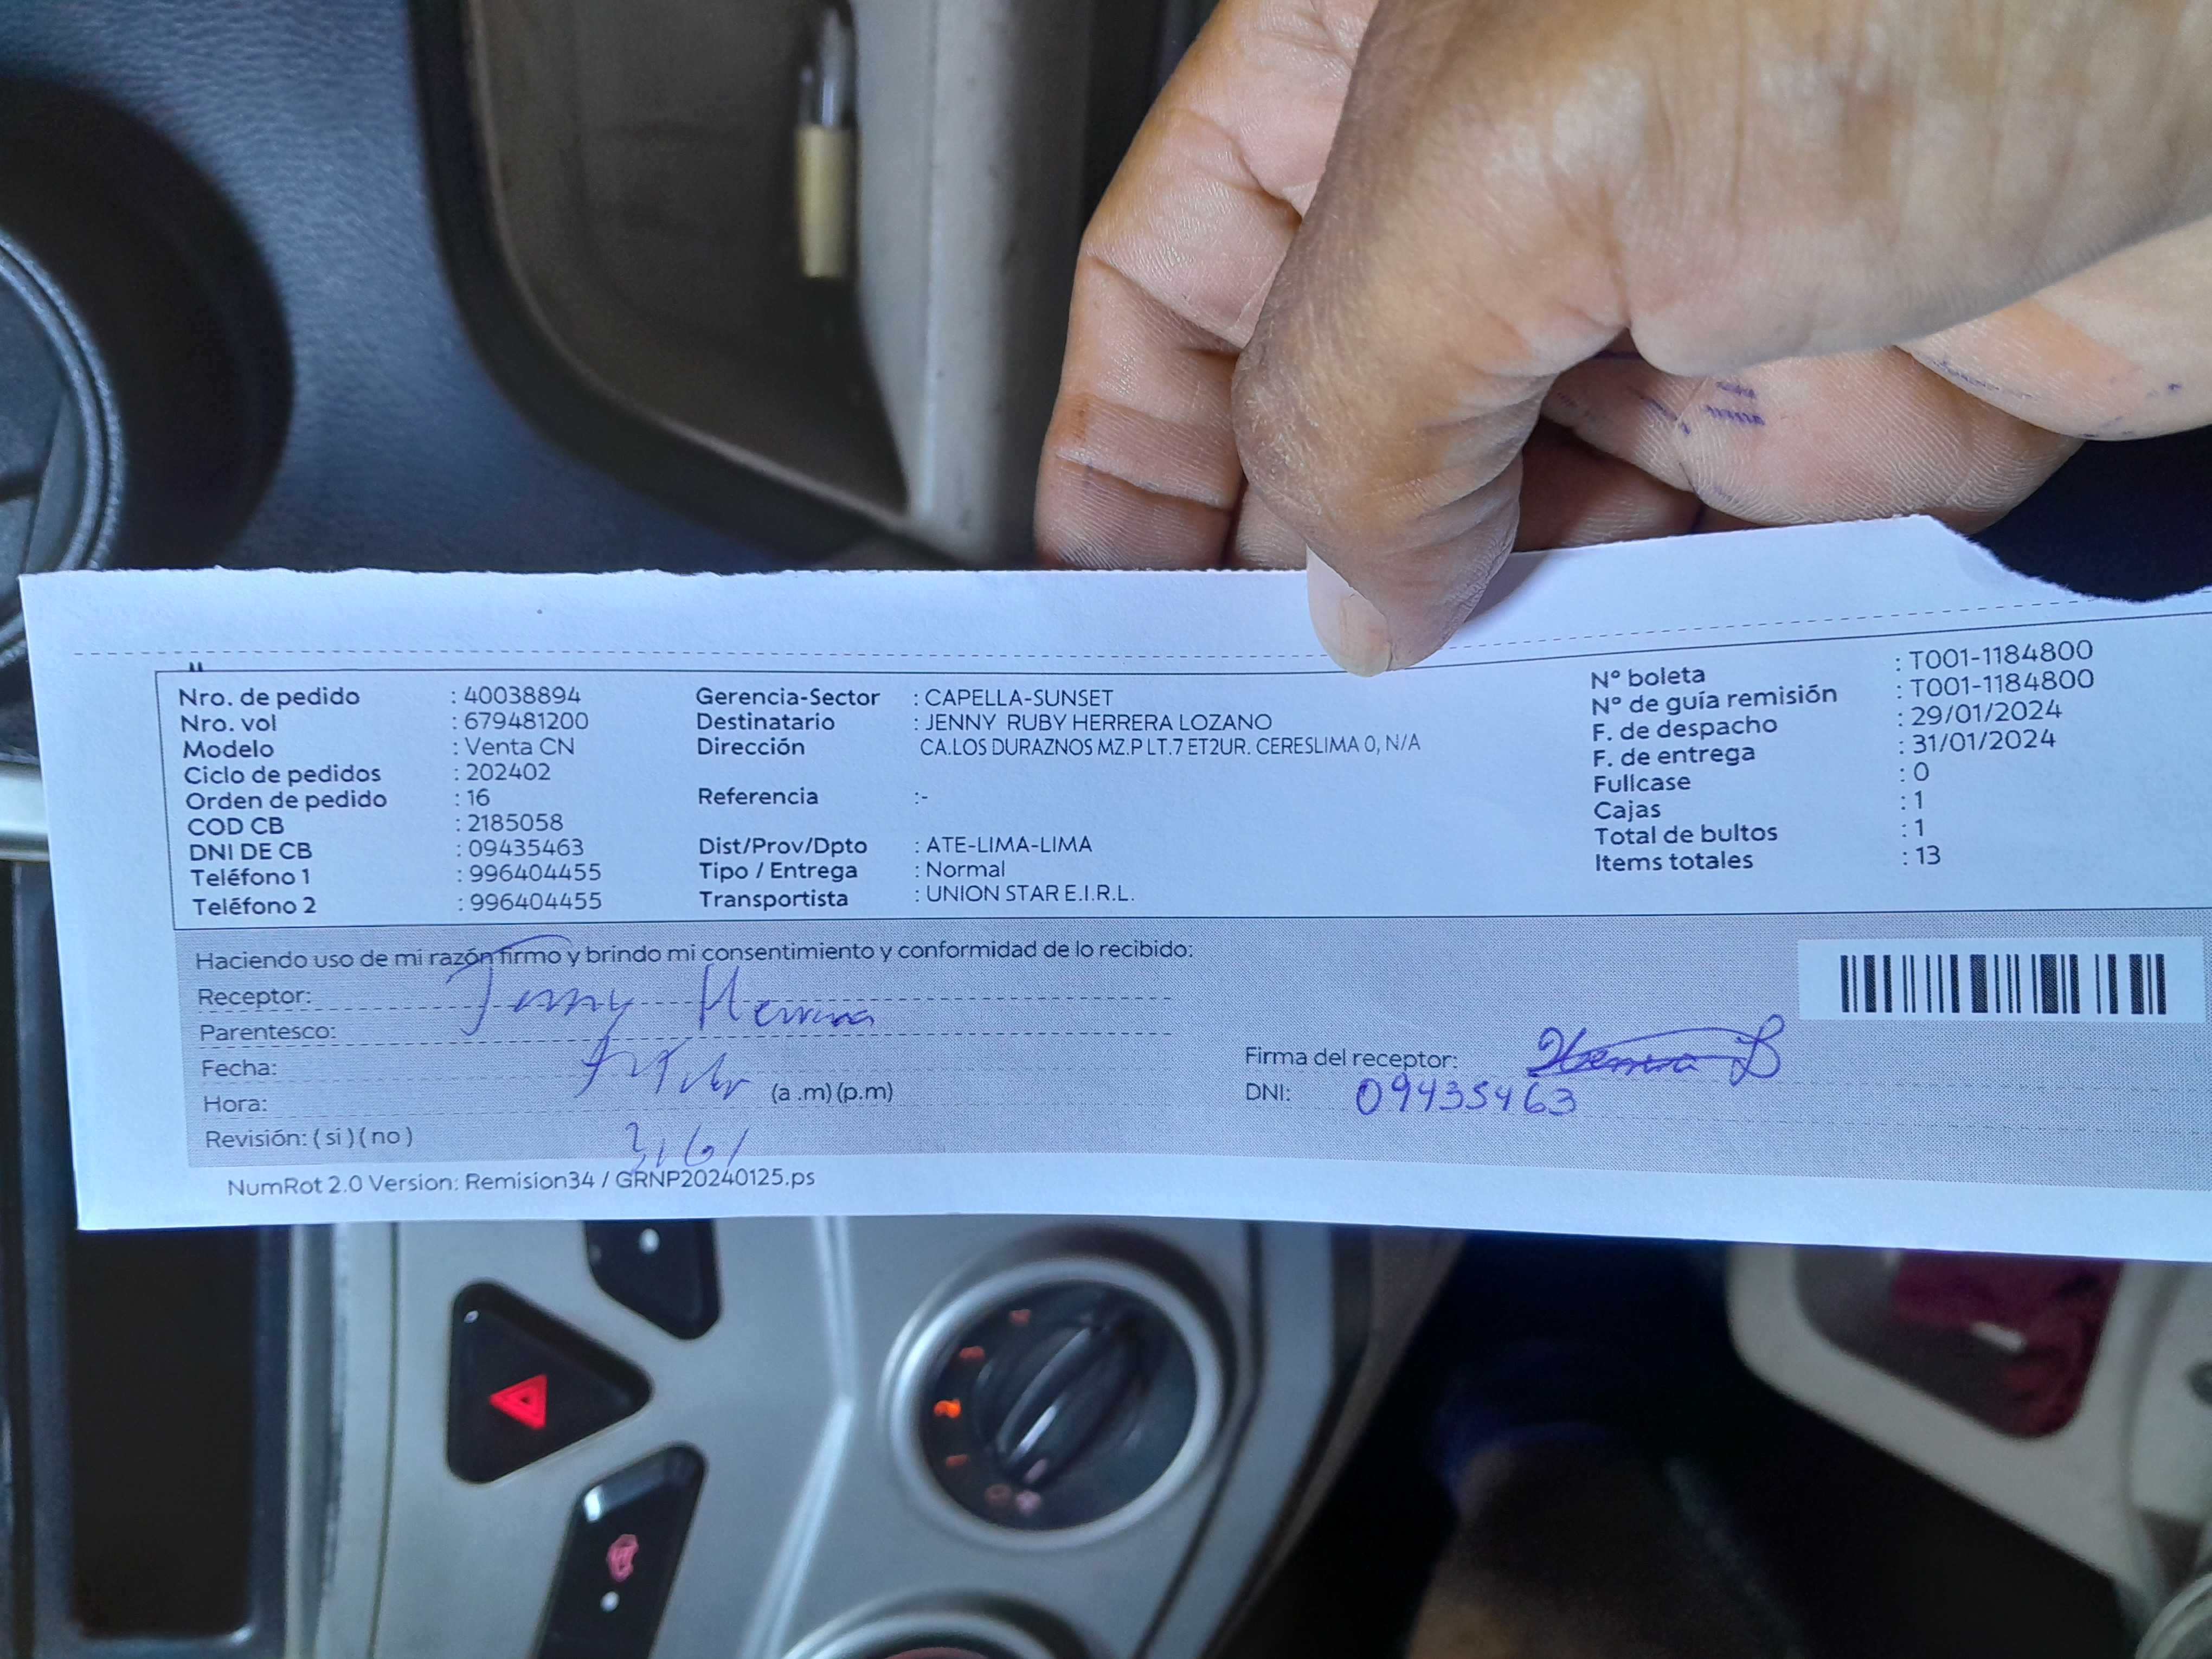 Nro. de pedido : 40038894 Gerencia-Sector : CAPELLA-SUNSET Nº boleta : T001-1184800
Nro. vol : 679481200 Destinatario : JENNY RUBY HERRERA LOZANO Nº de guía remisión : T001-1184800
Modelo : Venta CN Dirección CA.LOS DURAZNOS MZ.P LT.7 ET2UR. CERESLIMA 0, N/A F. de despacho : 29/01/2024
Ciclo de pedidos : 202402 F. de entrega : 31/01/2024
Orden de pedido : 16 Referencia :- Fullcase : 0
COD CB : 2185058 Cajas : 1
DNI DE CB : 09435463 Dist/Prov/Dpto : ATE-LIMA-LIMA Total de bultos : 1
Teléfono 1 : 996404455 Tipo / Entrega : Normal Items totales : 13
Teléfono 2 : 996404455 Transportista : UNION STAR E.I.R.L.
Haciendo uso de mi razón firmo y brindo mi consentimiento y conformidad de lo recibido:
Receptor: Jenny Herrera
Parentesco:
Fecha: Firma del receptor: Herrera L
Hora: (a .m) (p.m) DNI: 09435463
Revisión: ( si ) ( no )
NumRot 2.0 Version: Remision34 / GRNP20240125.ps